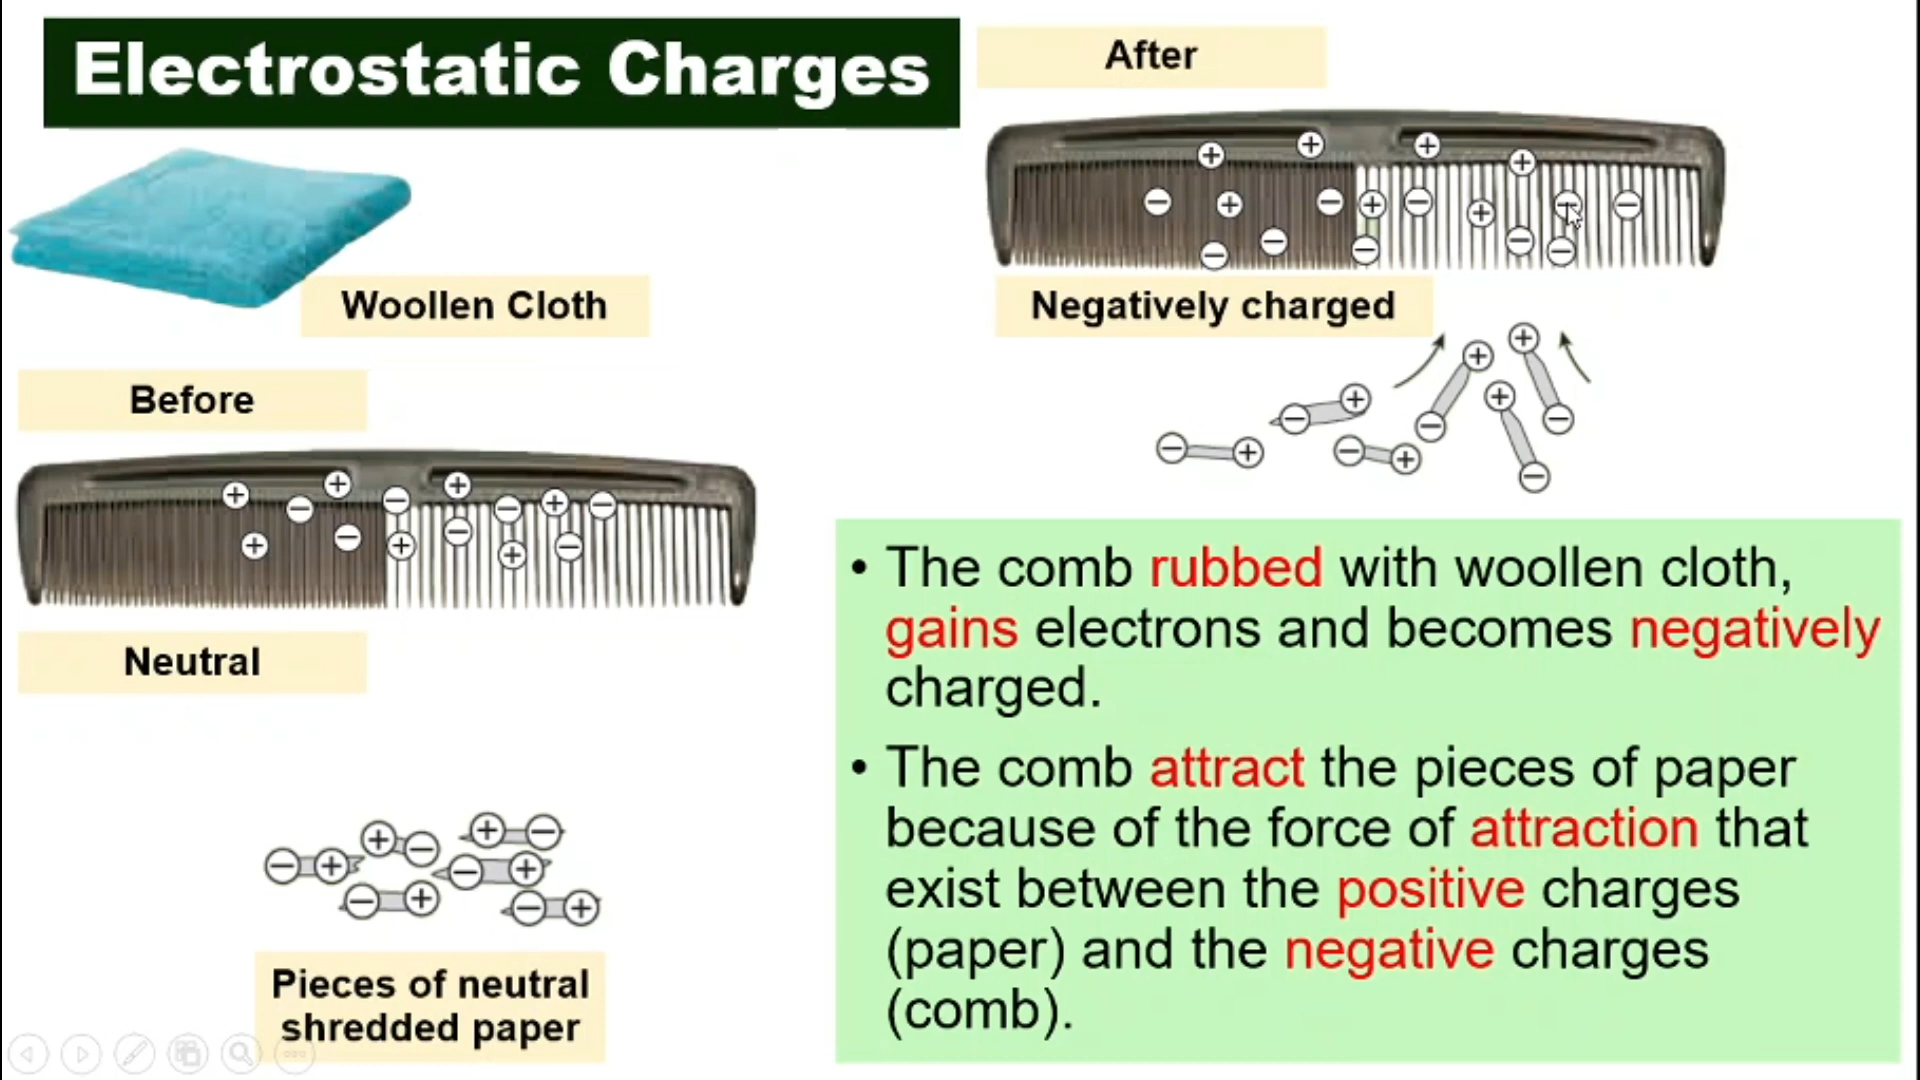 Electrostatic Charges
Woollen Cloth
Before
Neutral
Pieces of neutral
shredded paper
After
Negatively charged
• The comb rubbed with woollen cloth,
gains electrons and becomes negatively
charged.
• The comb attract the pieces of paper
because of the force of attraction that
exist between the positive charges
(paper) and the negative charges
(comb).